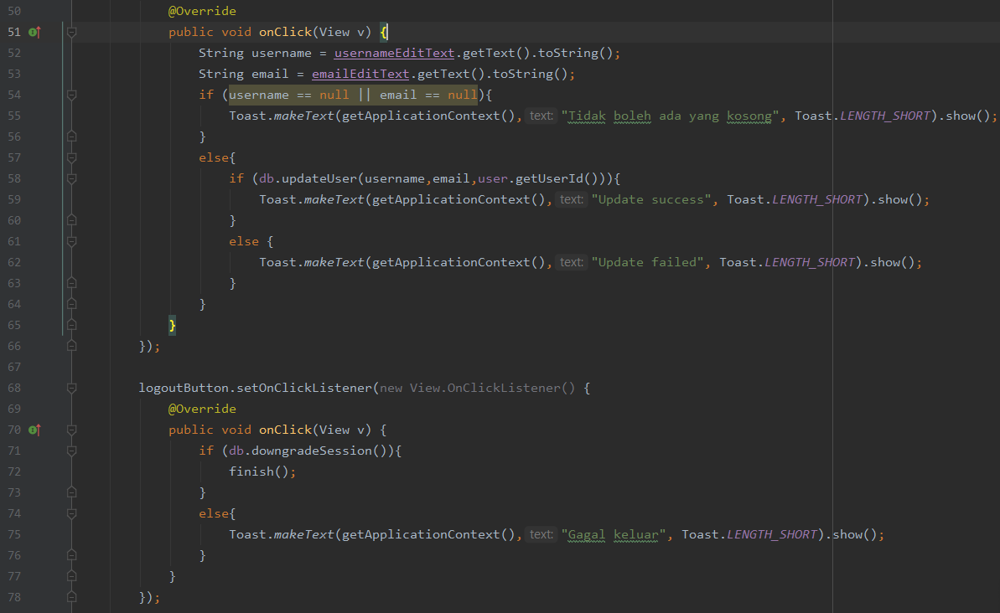 50 @Override
51 public void onClick(View v) {
52 String username = usernameEditText.getText().toString();
53 String email = emailEditText.getText().toString();
54 if (username == null || email == null){
55 Toast.makeText(getApplicationContext(), text: "Tidak boleh ada yang kosong", Toast.LENGTH_SHORT).show();
56 }
57 else{
58 if (db.updateUser(username,email,user.getUserId())){
59 Toast.makeText(getApplicationContext(), text: "Update success", Toast.LENGTH_SHORT).show();
60 }
61 else {
62 Toast.makeText(getApplicationContext(), text: "Update failed", Toast.LENGTH_SHORT).show();
63 }
64 }
65 }
66 });
67
68 logoutButton.setOnClickListener(new View.OnClickListener() {
69 @Override
70 public void onClick(View v) {
71 if (db.downgradeSession()){
72 finish();
73 }
74 else{
75 Toast.makeText(getApplicationContext(), text: "Gagal keluar", Toast.LENGTH_SHORT).show();
76 }
77 }
78 });